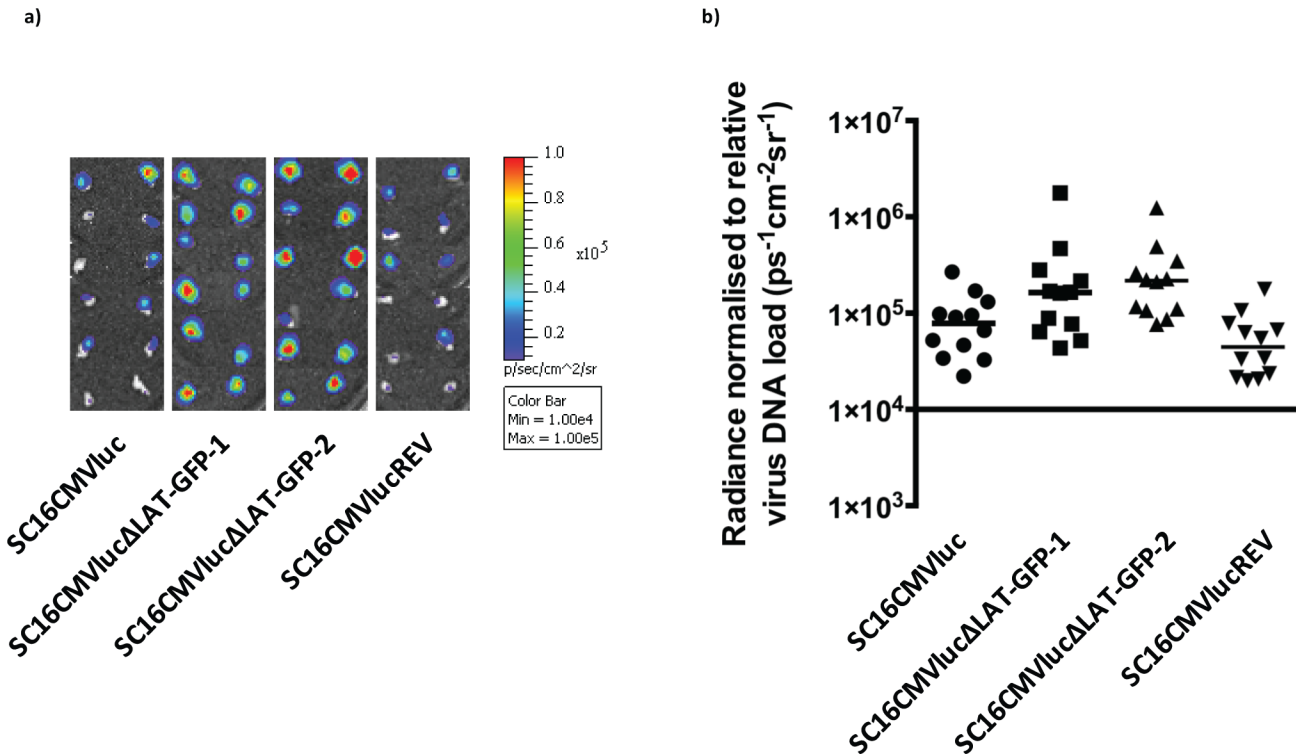 a)
1.0
0.8
0.6
x10⁵
0.4
0.2
p/sec/cm^2/sr
Color Bar
Min = 1.00e4
Max = 1.00e5
SC16CMVluc
SC16CMVlucΔLAT-GFP-1
SC16CMVlucΔLAT-GFP-2
SC16CMVlucREV
b)
Radiance normalised to relative
virus DNA load (ps⁻¹cm⁻²sr⁻¹)
1×10⁷
1×10⁶
1×10⁵
1×10⁴
1×10³
SC16CMVluc
SC16CMVlucΔLAT-GFP-1
SC16CMVlucΔLAT-GFP-2
SC16CMVlucREV